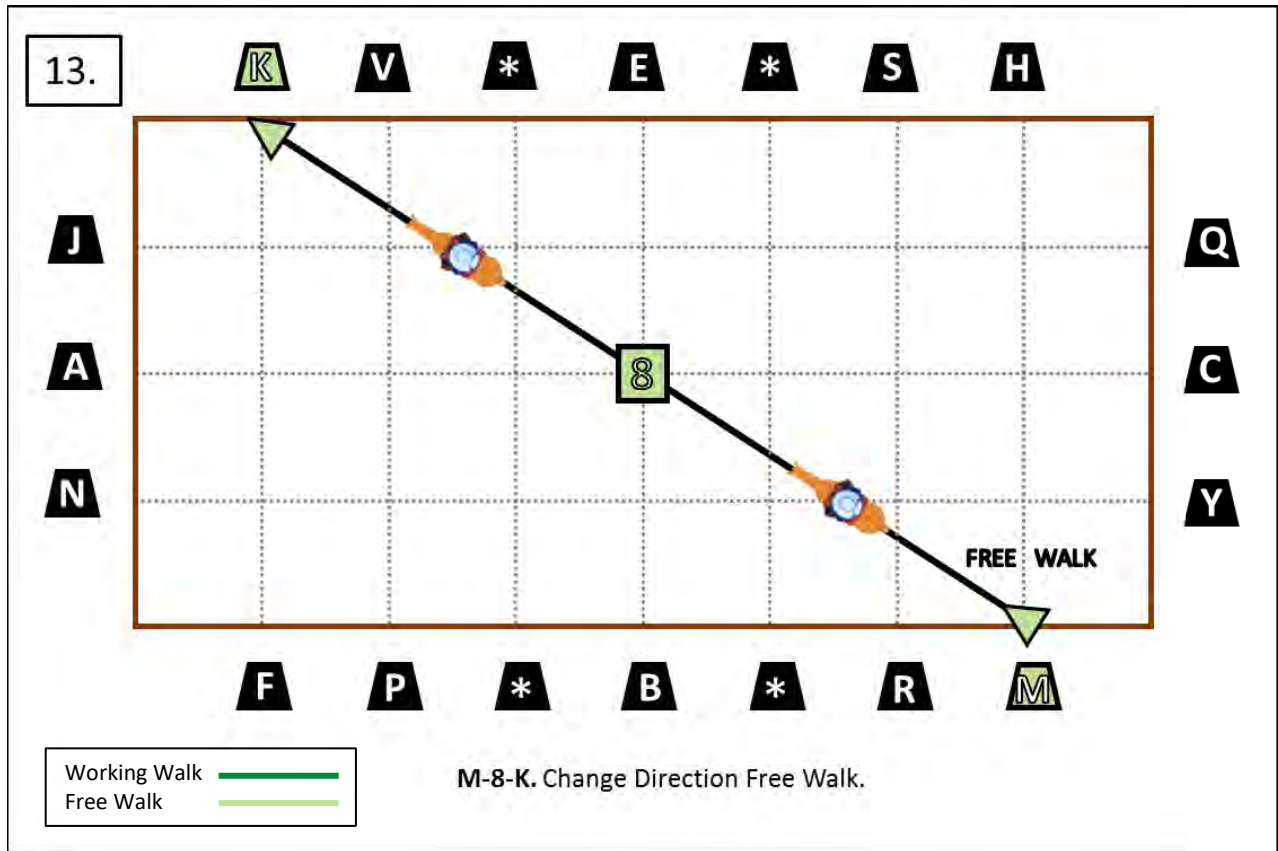 13.
K V * E * S H
J Q
A 8 C
N Y
FREE WALK
F P * B * R M
Working Walk
Free Walk
M-8-K. Change Direction Free Walk.